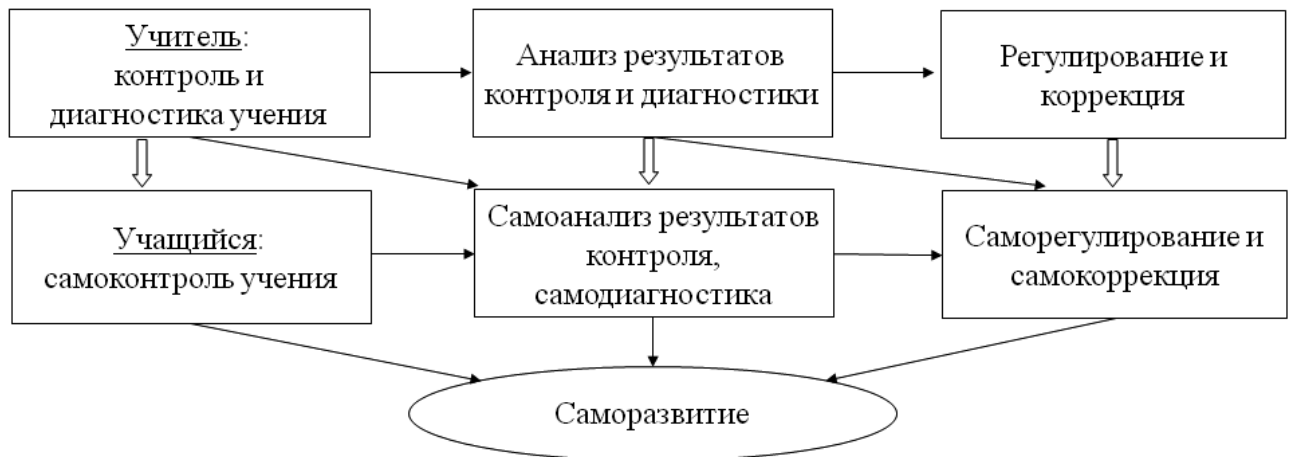 Учитель:
контроль и
диагностика учения
Анализ результатов
контроля и диагностики
Регулирование и
коррекция
Учащийся:
самоконтроль учения
Самоанализ результатов
контроля,
самодиагностика
Саморегулирование и
самокоррекция
Саморазвитие